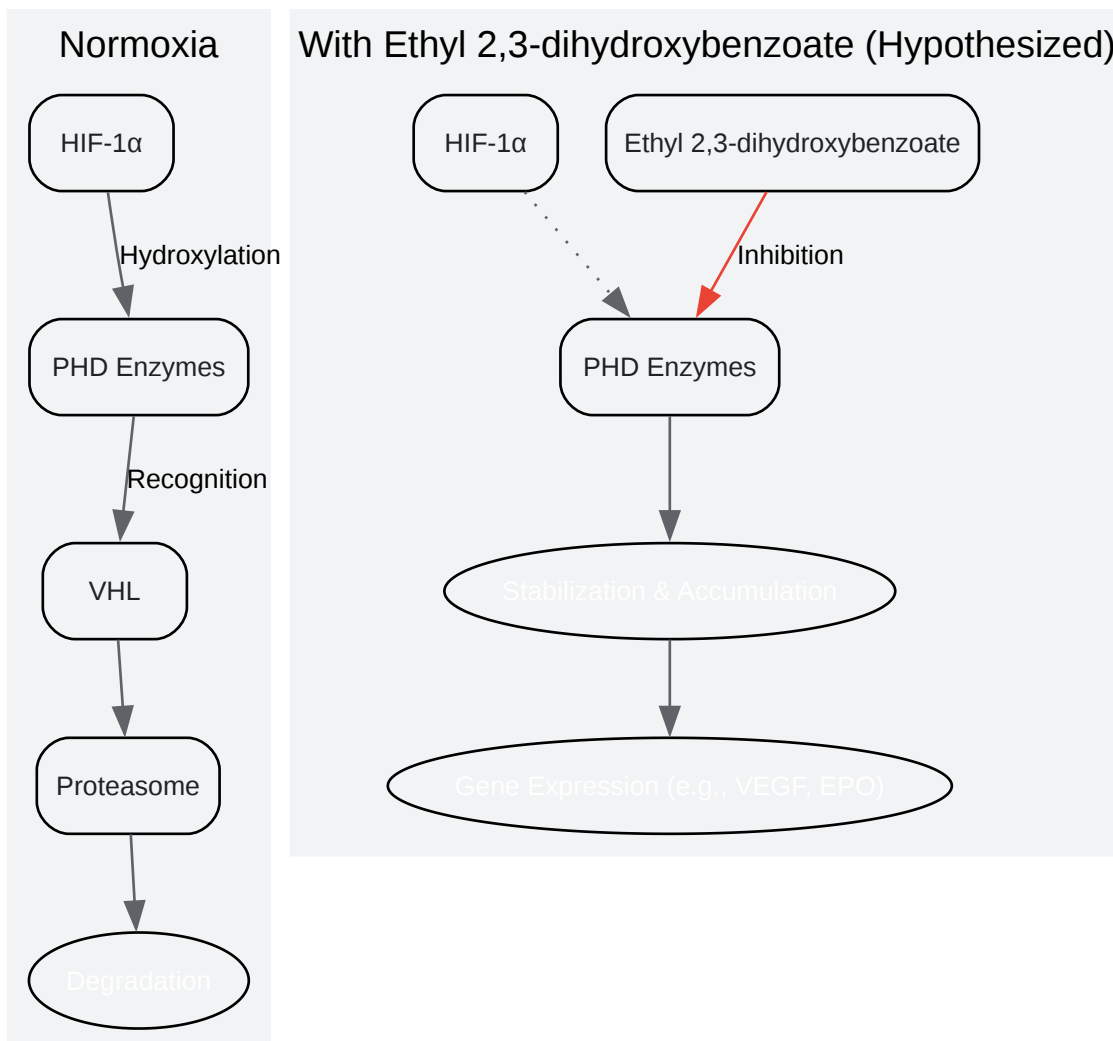 Normoxia
HIF-1α
Hydroxylation
PHD Enzymes
Recognition
VHL
Proteasome
Degradation
With Ethyl 2,3-dihydroxybenzoate (Hypothesized)
HIF-1α
Ethyl 2,3-dihydroxybenzoate
Inhibition
PHD Enzymes
Stabilization & Accumulation
Gene Expression (e.g., VEGF, EPO)